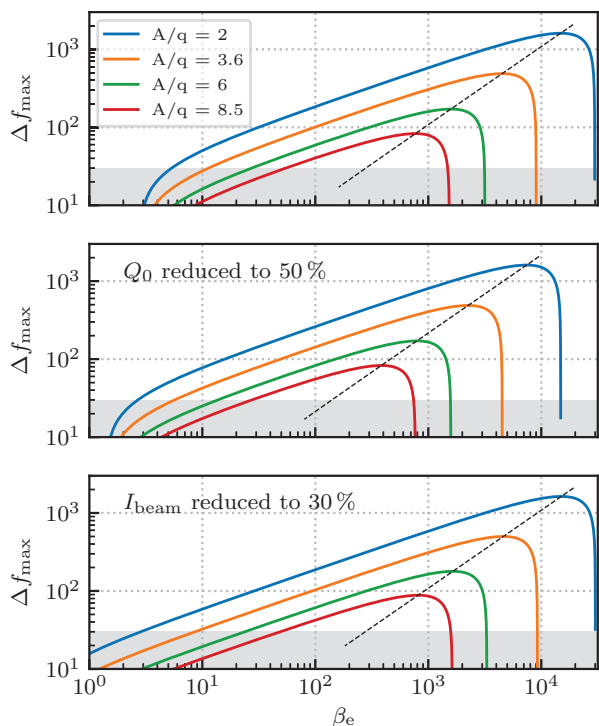 10³
10²
10¹
Δf_max
A/q = 2
A/q = 3.6
A/q = 6
A/q = 8.5
10³
10²
10¹
Δf_max
Q₀ reduced to 50 %
10³
10²
10¹
Δf_max
I_beam reduced to 30 %
10⁰ 10¹ 10² 10³ 10⁴
β_e